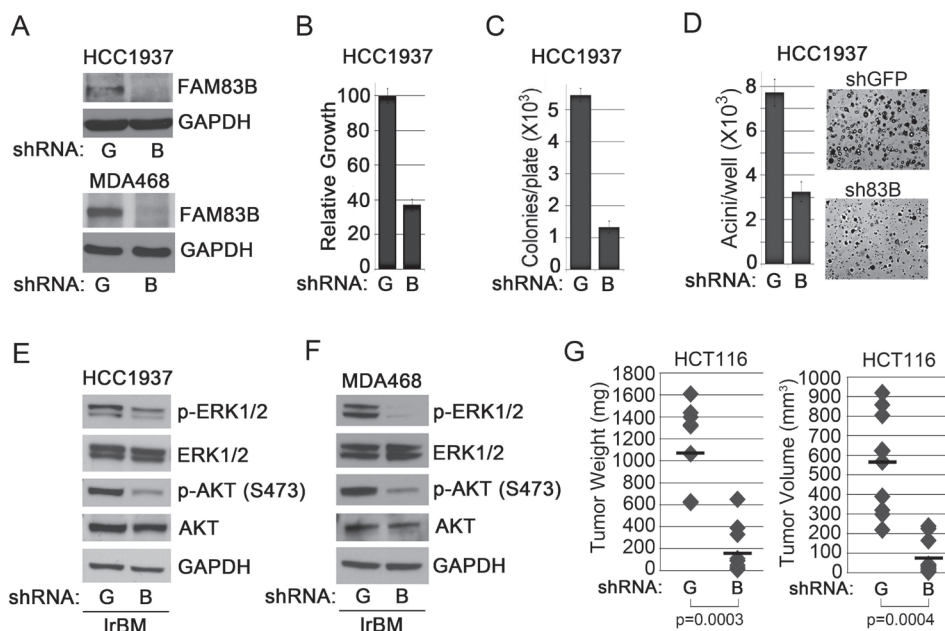 A
HCC1937
FAM83B
GAPDH
shRNA: G B
MDA468
FAM83B
GAPDH
shRNA: G B
B
HCC1937
Relative Growth
100
80
60
40
20
0
shRNA: G B
C
HCC1937
Colonies/plate (X10³)
5
4
3
2
1
0
shRNA: G B
D
HCC1937
Acini/well (X10³)
8
6
4
2
0
shRNA: G B
shGFP
sh83B
E
HCC1937
p-ERK1/2
ERK1/2
p-AKT (S473)
AKT
GAPDH
shRNA: G B
IrBM
F
MDA468
p-ERK1/2
ERK1/2
p-AKT (S473)
AKT
GAPDH
shRNA: G B
IrBM
G
HCT116
Tumor Weight (mg)
1800
1600
1400
1200
1000
800
600
400
200
0
shRNA: G B
p=0.0003
HCT116
Tumor Volume (mm³)
1000
900
800
700
600
500
400
300
200
100
0
G B
p=0.0004